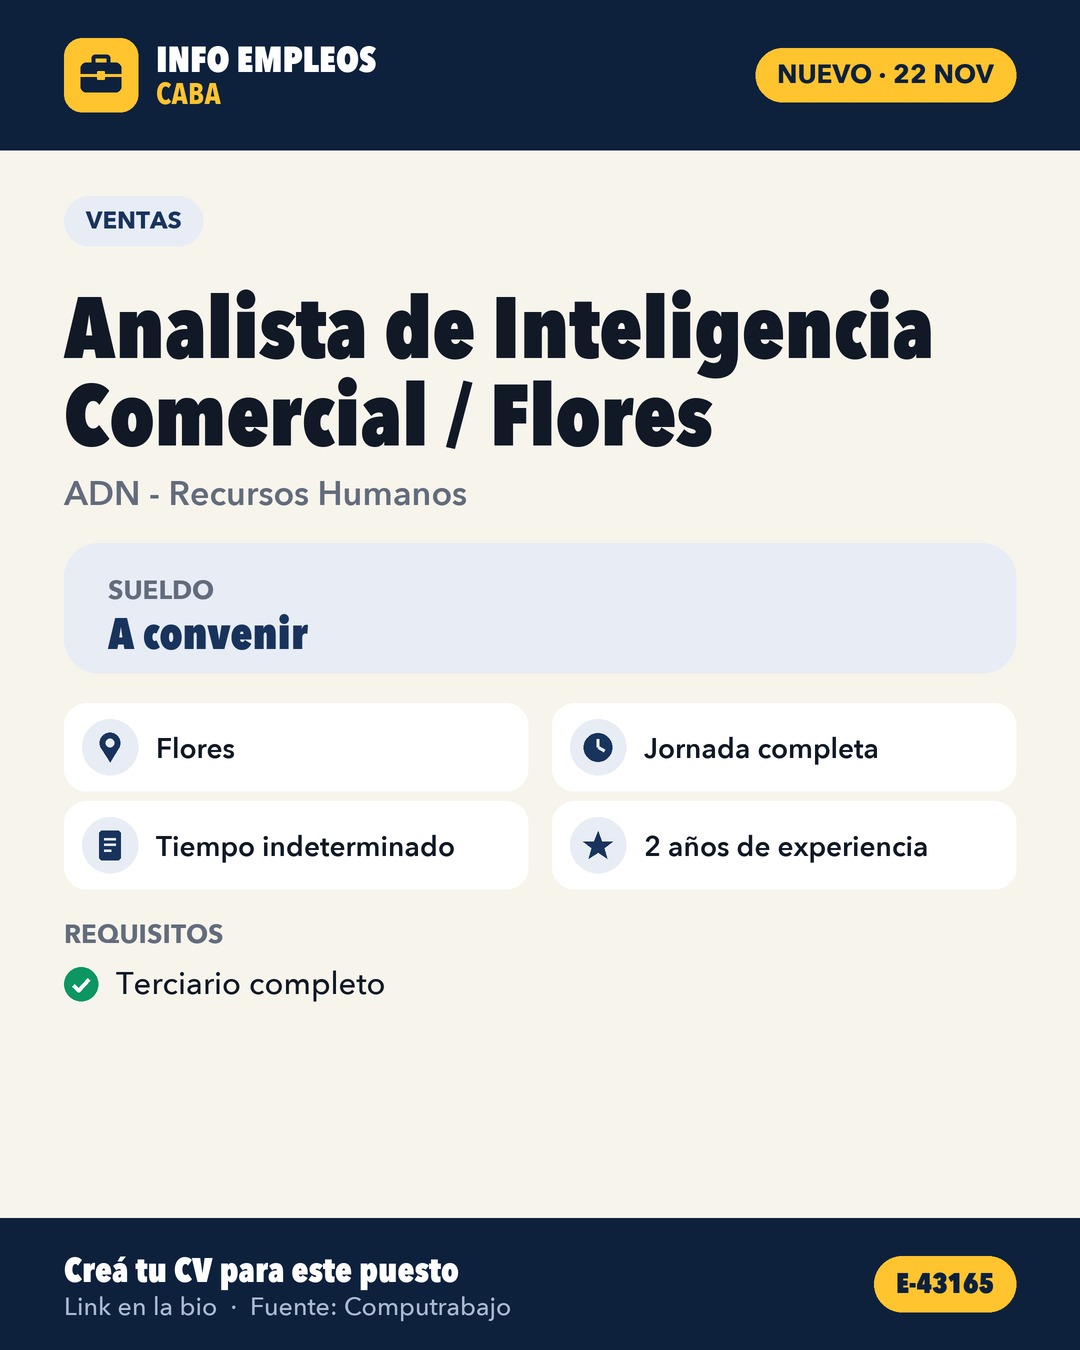 INFO EMPLEOS
CABA
NUEVO · 22 NOV
VENTAS
Analista de Inteligencia
Comercial / Flores
ADN - Recursos Humanos
SUELDO
A convenir
Flores
Jornada completa
Tiempo indeterminado
2 años de experiencia
REQUISITOS
Terciario completo
Creá tu CV para este puesto
Link en la bio · Fuente: Computrabajo
E-43165